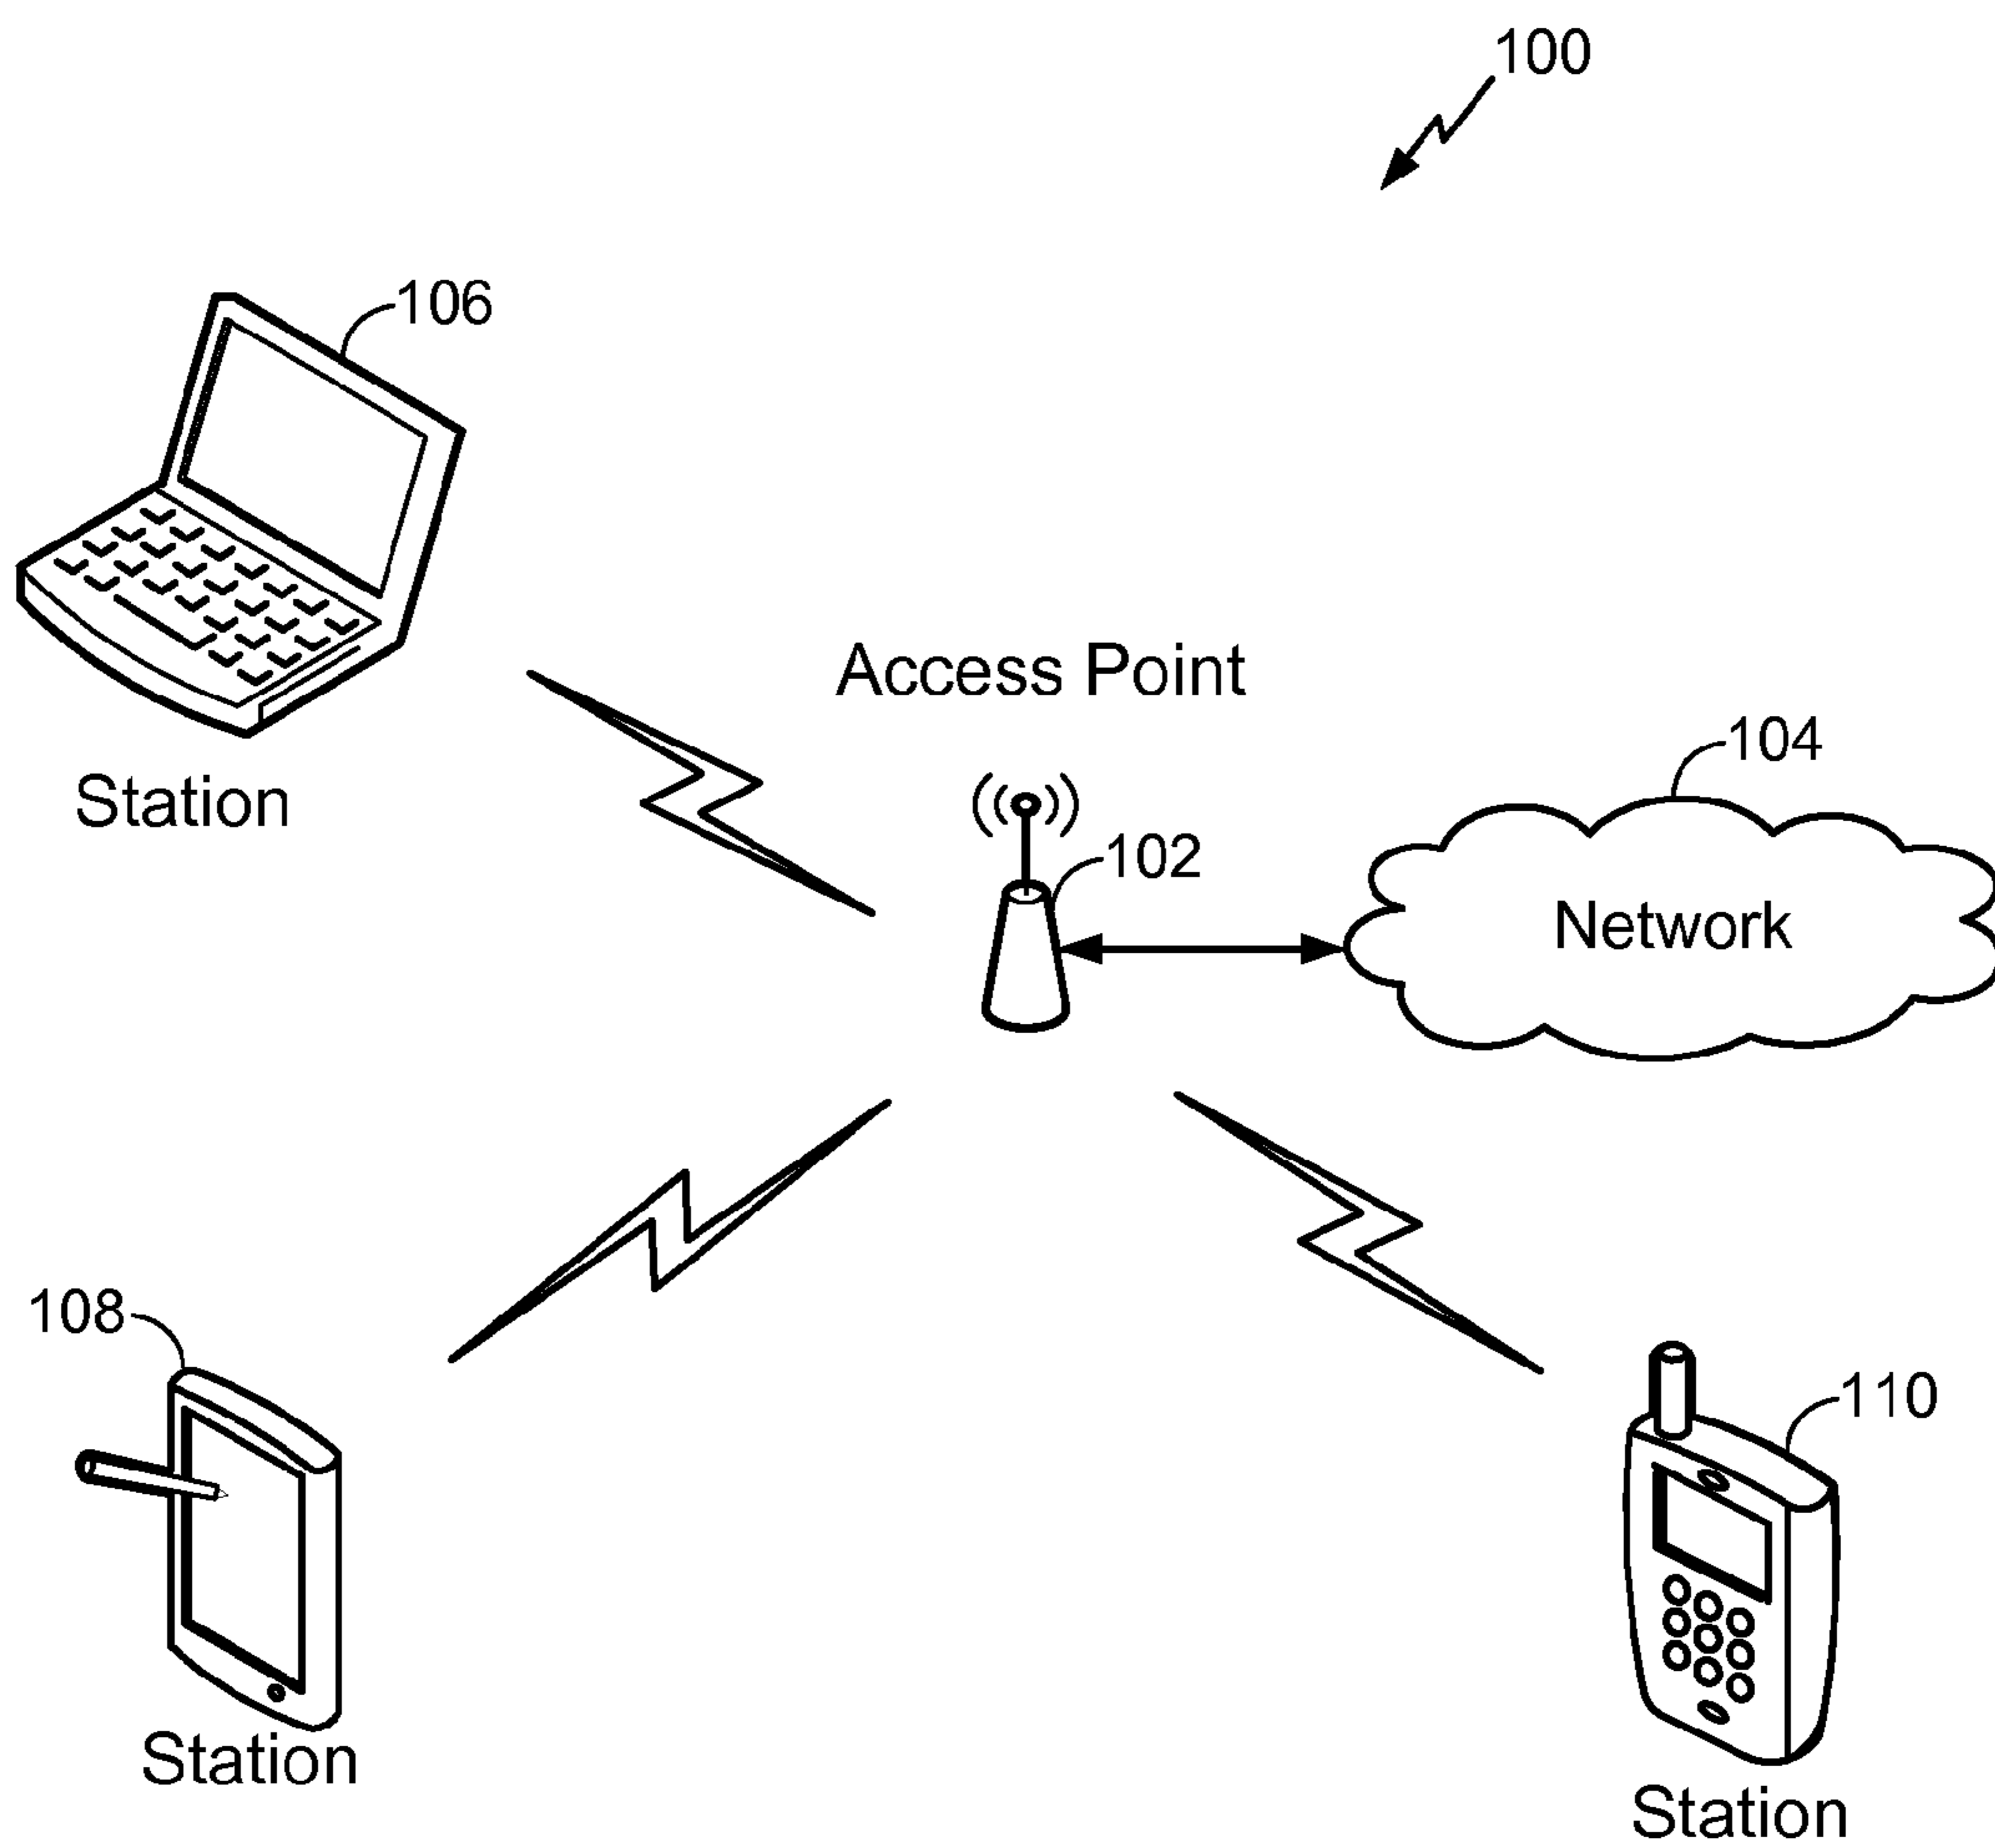 100
106
Access Point
Station
104
102
Network
108
110
Station
Station